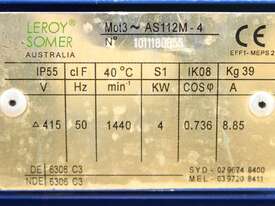 LEROY
SOMER
AUSTRALIA
Mot3~ AS112M - 4
N°
CE
EFFT- MEPS 2
IP55 cl F 40 °C S1 IK08 Kg 39
V Hz min⁻¹ KW COS φ A
△ 415 50 1440 4 0.736 8.85
DE 6306 C3
NDE 6306 C3
SYD - 02 9674 8400
MEL - 03 9720 8411